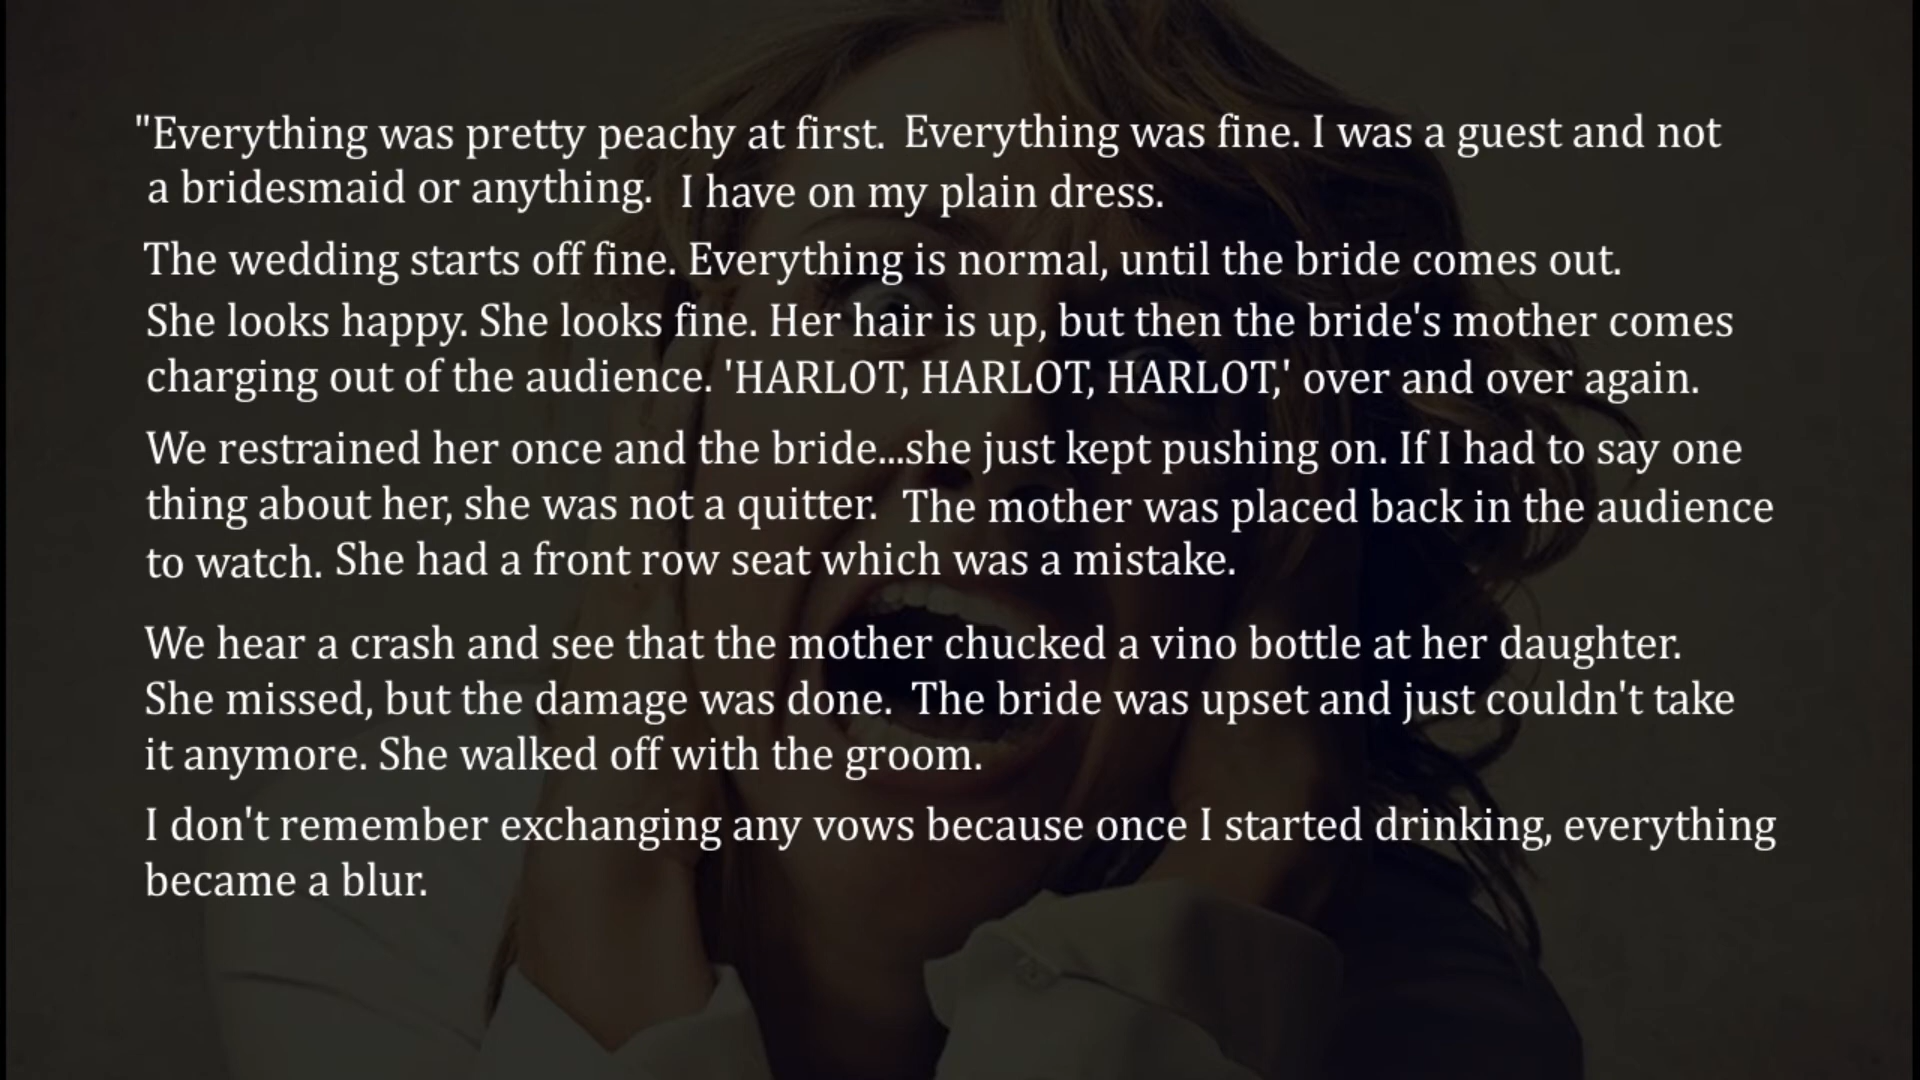 "Everything was pretty peachy at first. Everything was fine. I was a guest and not
a bridesmaid or anything. I have on my plain dress.
The wedding starts off fine. Everything is normal, until the bride comes out.
She looks happy. She looks fine. Her hair is up, but then the bride's mother comes
charging out of the audience. 'HARLOT, HARLOT, HARLOT,' over and over again.
We restrained her once and the bride...she just kept pushing on. If I had to say one
thing about her, she was not a quitter. The mother was placed back in the audience
to watch. She had a front row seat which was a mistake.
We hear a crash and see that the mother chucked a vino bottle at her daughter.
She missed, but the damage was done. The bride was upset and just couldn't take
it anymore. She walked off with the groom.
I don't remember exchanging any vows because once I started drinking, everything
became a blur.